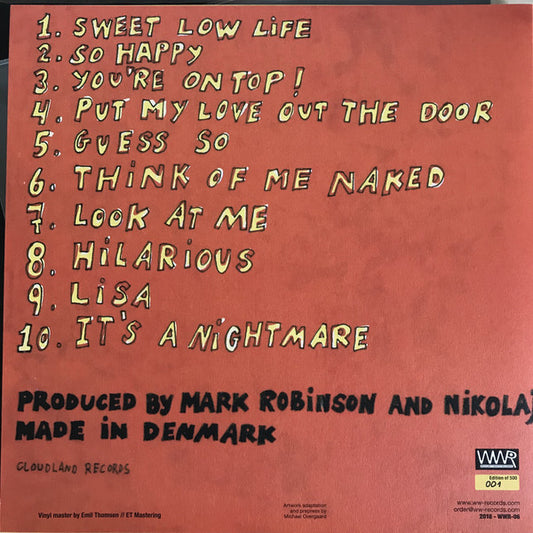 1. SWEET LOW LiFE
2. SO HAPPY
3. YOU'RE ON TOP!
4. PUT MY LOVE OUT THE DOOR
5. GUESS SO
6. THiNK OF ME NAKED
7. LOOK AT ME
8. HiLARIOUS
9. LiSA
10. IT'S A NiGHTMARE
PRODUCED BY MARK ROBINSON AND NiKOLAJ
MADE iN DENMARK
CLOUDLAND RECORDS
WWR
Edition of 500
001
Vinyl master by Emil Thomsen // ET Mastering
Artwork adaptation
and prepress by
Michael Overgaard
www.ww-records.com
order@ww-records.com
2018 - WWR-06